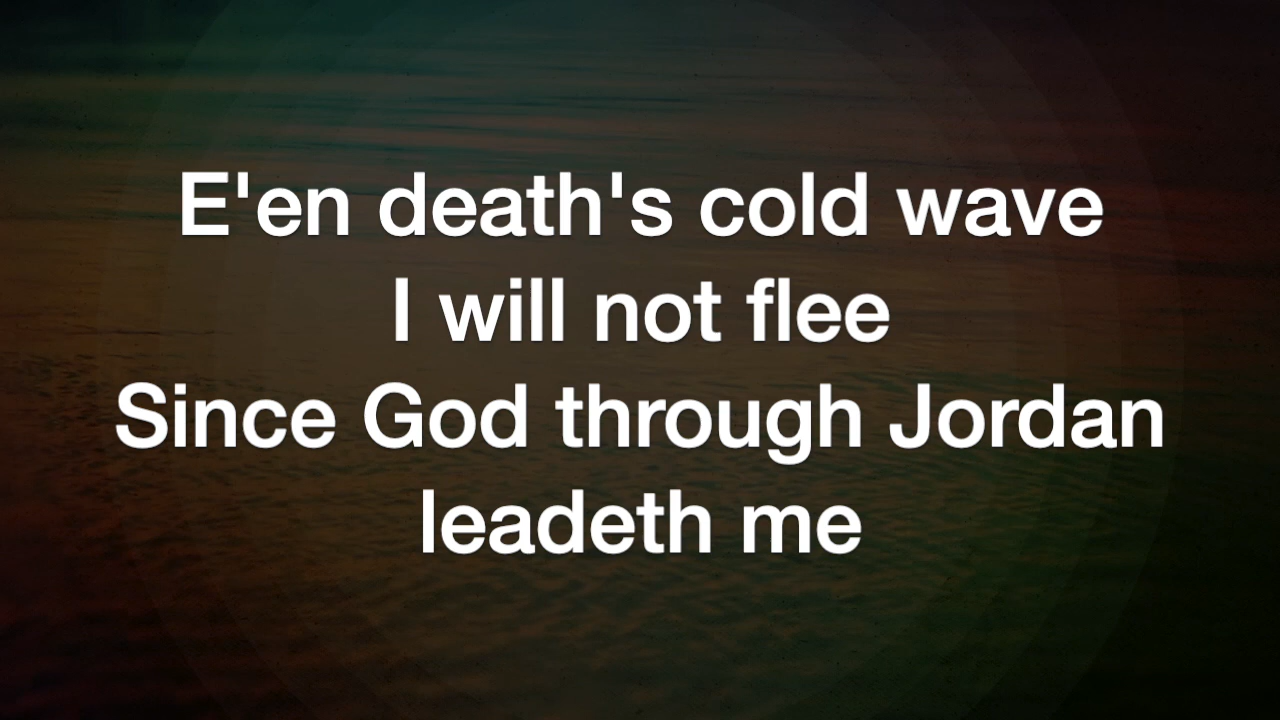 E'en death's cold wave
I will not flee
Since God through Jordan
leadeth me